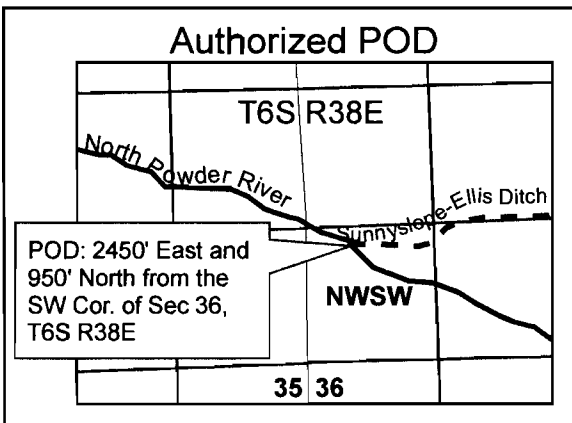 Authorized POD
T6S R38E
North Powder River
Sunnyslope-Ellis Ditch
POD: 2450' East and
950' North from the
SW Cor. of Sec 36,
T6S R38E
NWSW
35 36